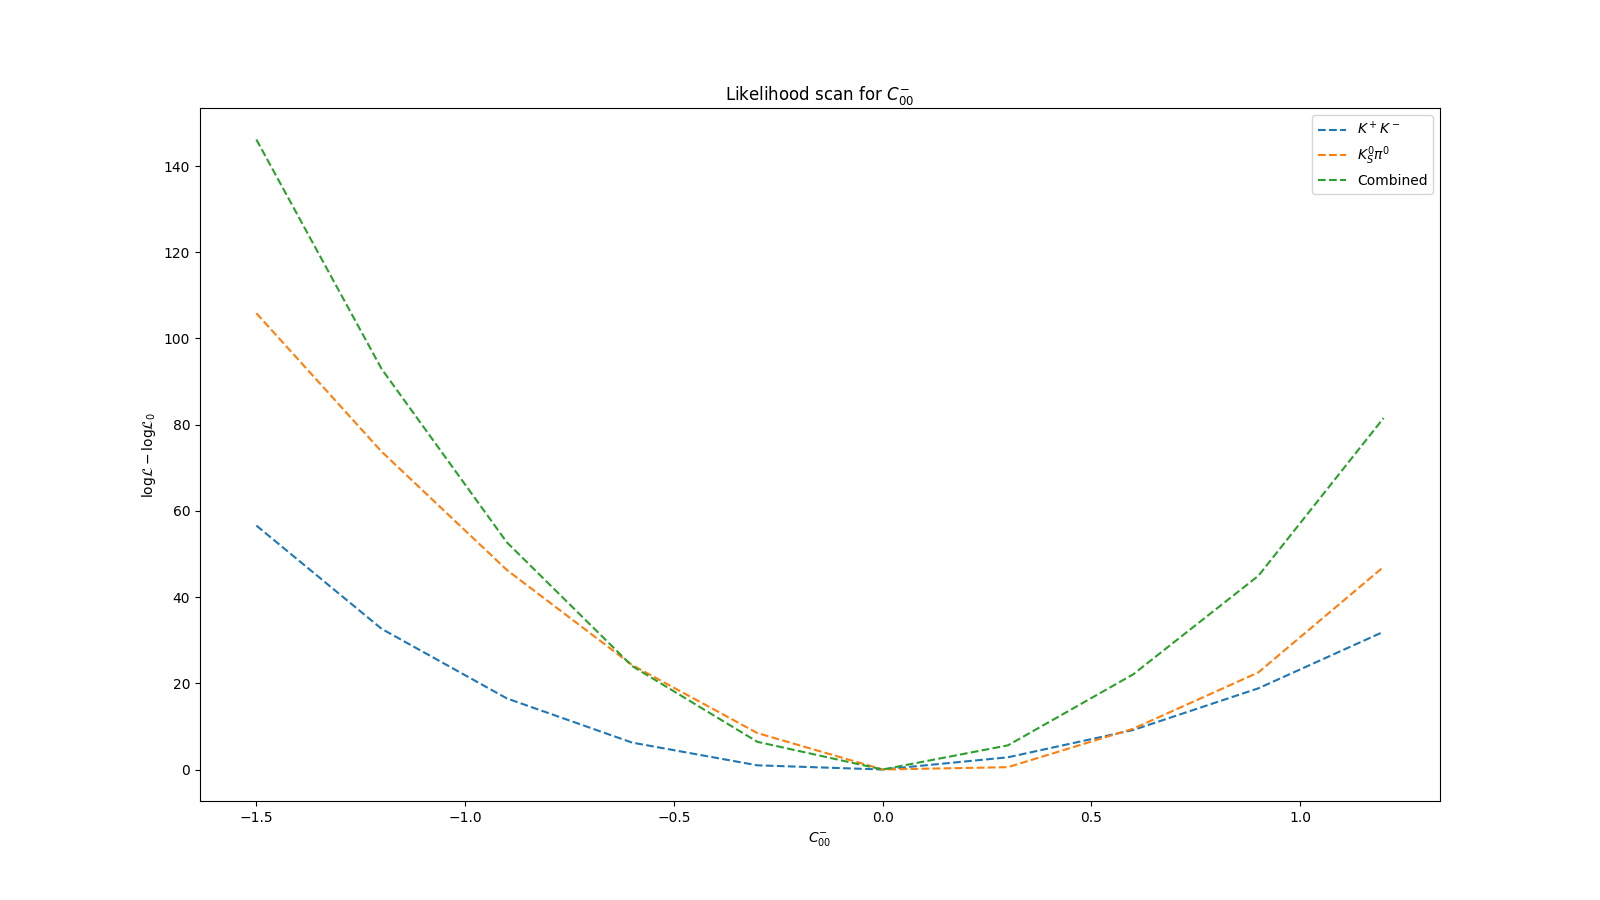 Likelihood scan for $C_{00}^{-}$
$K^+K^-$
$K_S^0\pi^0$
Combined
140
120
100
80
60
40
20
0
$\log\mathcal{L} - \log\mathcal{L}_0$
−1.5 −1.0 −0.5 0.0 0.5 1.0
$C_{00}^{-}$